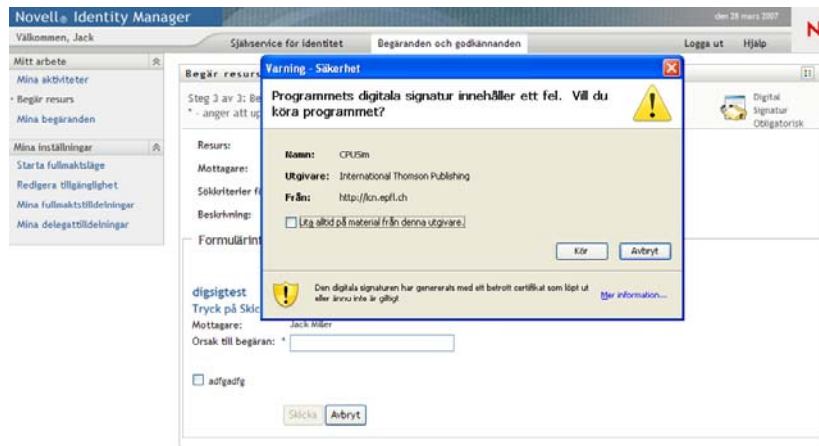 Novell® Identity Manager
den 28 mars 2007
N
Välkommen, Jack
Självservice för identitet
Begäranden och godkännanden
Logga ut
Hjälp
Mitt arbete
Mina aktiviteter
Begär resurs
Mina begäranden
Mina inställningar
Starta fullmaktsläge
Redigera tillgänglighet
Mina fullmaktstilldelningar
Mina delegattilldelningar
Begär resurs
Steg 3 av 3: Be
* - anger att up
Digital
Signatur
Obligatorisk
Resurs:
Mottagare:
Sökkriterier fö
Beskrivning:
Formulärint
Varning - Säkerhet
Programmets digitala signatur innehåller ett fel. Vill du
köra programmet?
Namn: CPUSim
Utgivare: International Thomson Publishing
Från: http://lcn.epfl.ch
Lita alltid på material från denna utgivare.
Kör
Avbryt
Den digitala signaturen har genererats med ett betrott certifikat som löpt ut
eller ännu inte är giltigt
Mer information...
digsigtest
Tryck på Skic
Mottagare: Jack Miller
Orsak till begäran: *
adfgadfg
Skicka
Avbryt